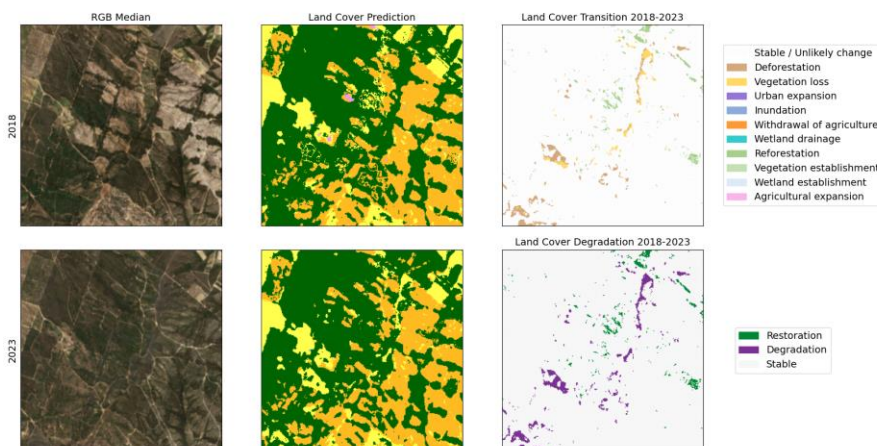 RGB Median
Land Cover Prediction
Land Cover Transition 2018-2023
2018
Stable / Unlikely change
Deforestation
Vegetation loss
Urban expansion
Inundation
Withdrawal of agriculture
Wetland drainage
Reforestation
Vegetation establishment
Wetland establishment
Agricultural expansion
Land Cover Degradation 2018-2023
2023
Restoration
Degradation
Stable